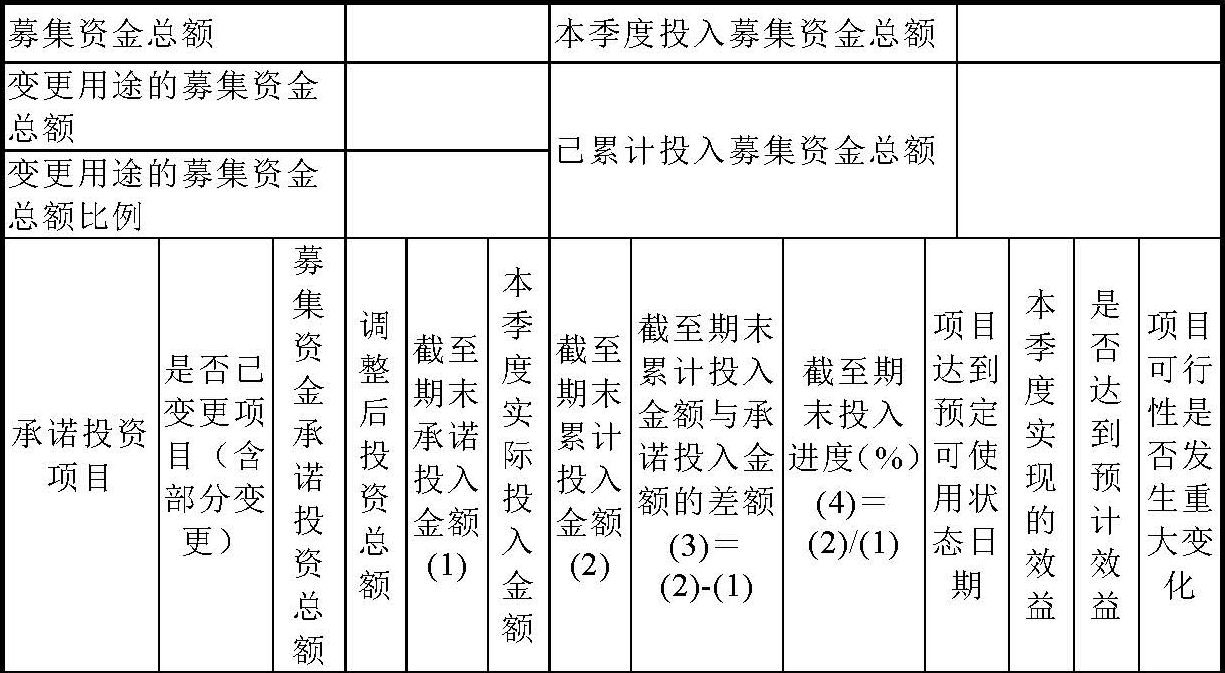 募集资金总额
本季度投入募集资金总额
变更用途的募集资金
总额
已累计投入募集资金总额
变更用途的募集资金
总额比例
承诺投资
项目
是否已
变更项
目（含
部分变
更）
募
集
资
金
承
诺
投
资
总
额
调
整
后
投
资
总
额
截至
期末
承诺
投入
金额
(1)
本
季
度
实
际
投
入
金
额
截至
期末
累计
投入
金额
(2)
截至期末
累计投入
金额与承
诺投入金
额的差额
(3)＝
(2)-(1)
截至期
末投入
进度(%)
(4)＝
(2)/(1)
项目
达到
预定
可使
用状
态日
期
本
季
度
实
现
的
效
益
是
否
达
到
预
计
效
益
项目
可行
性是
否发
生重
大变
化